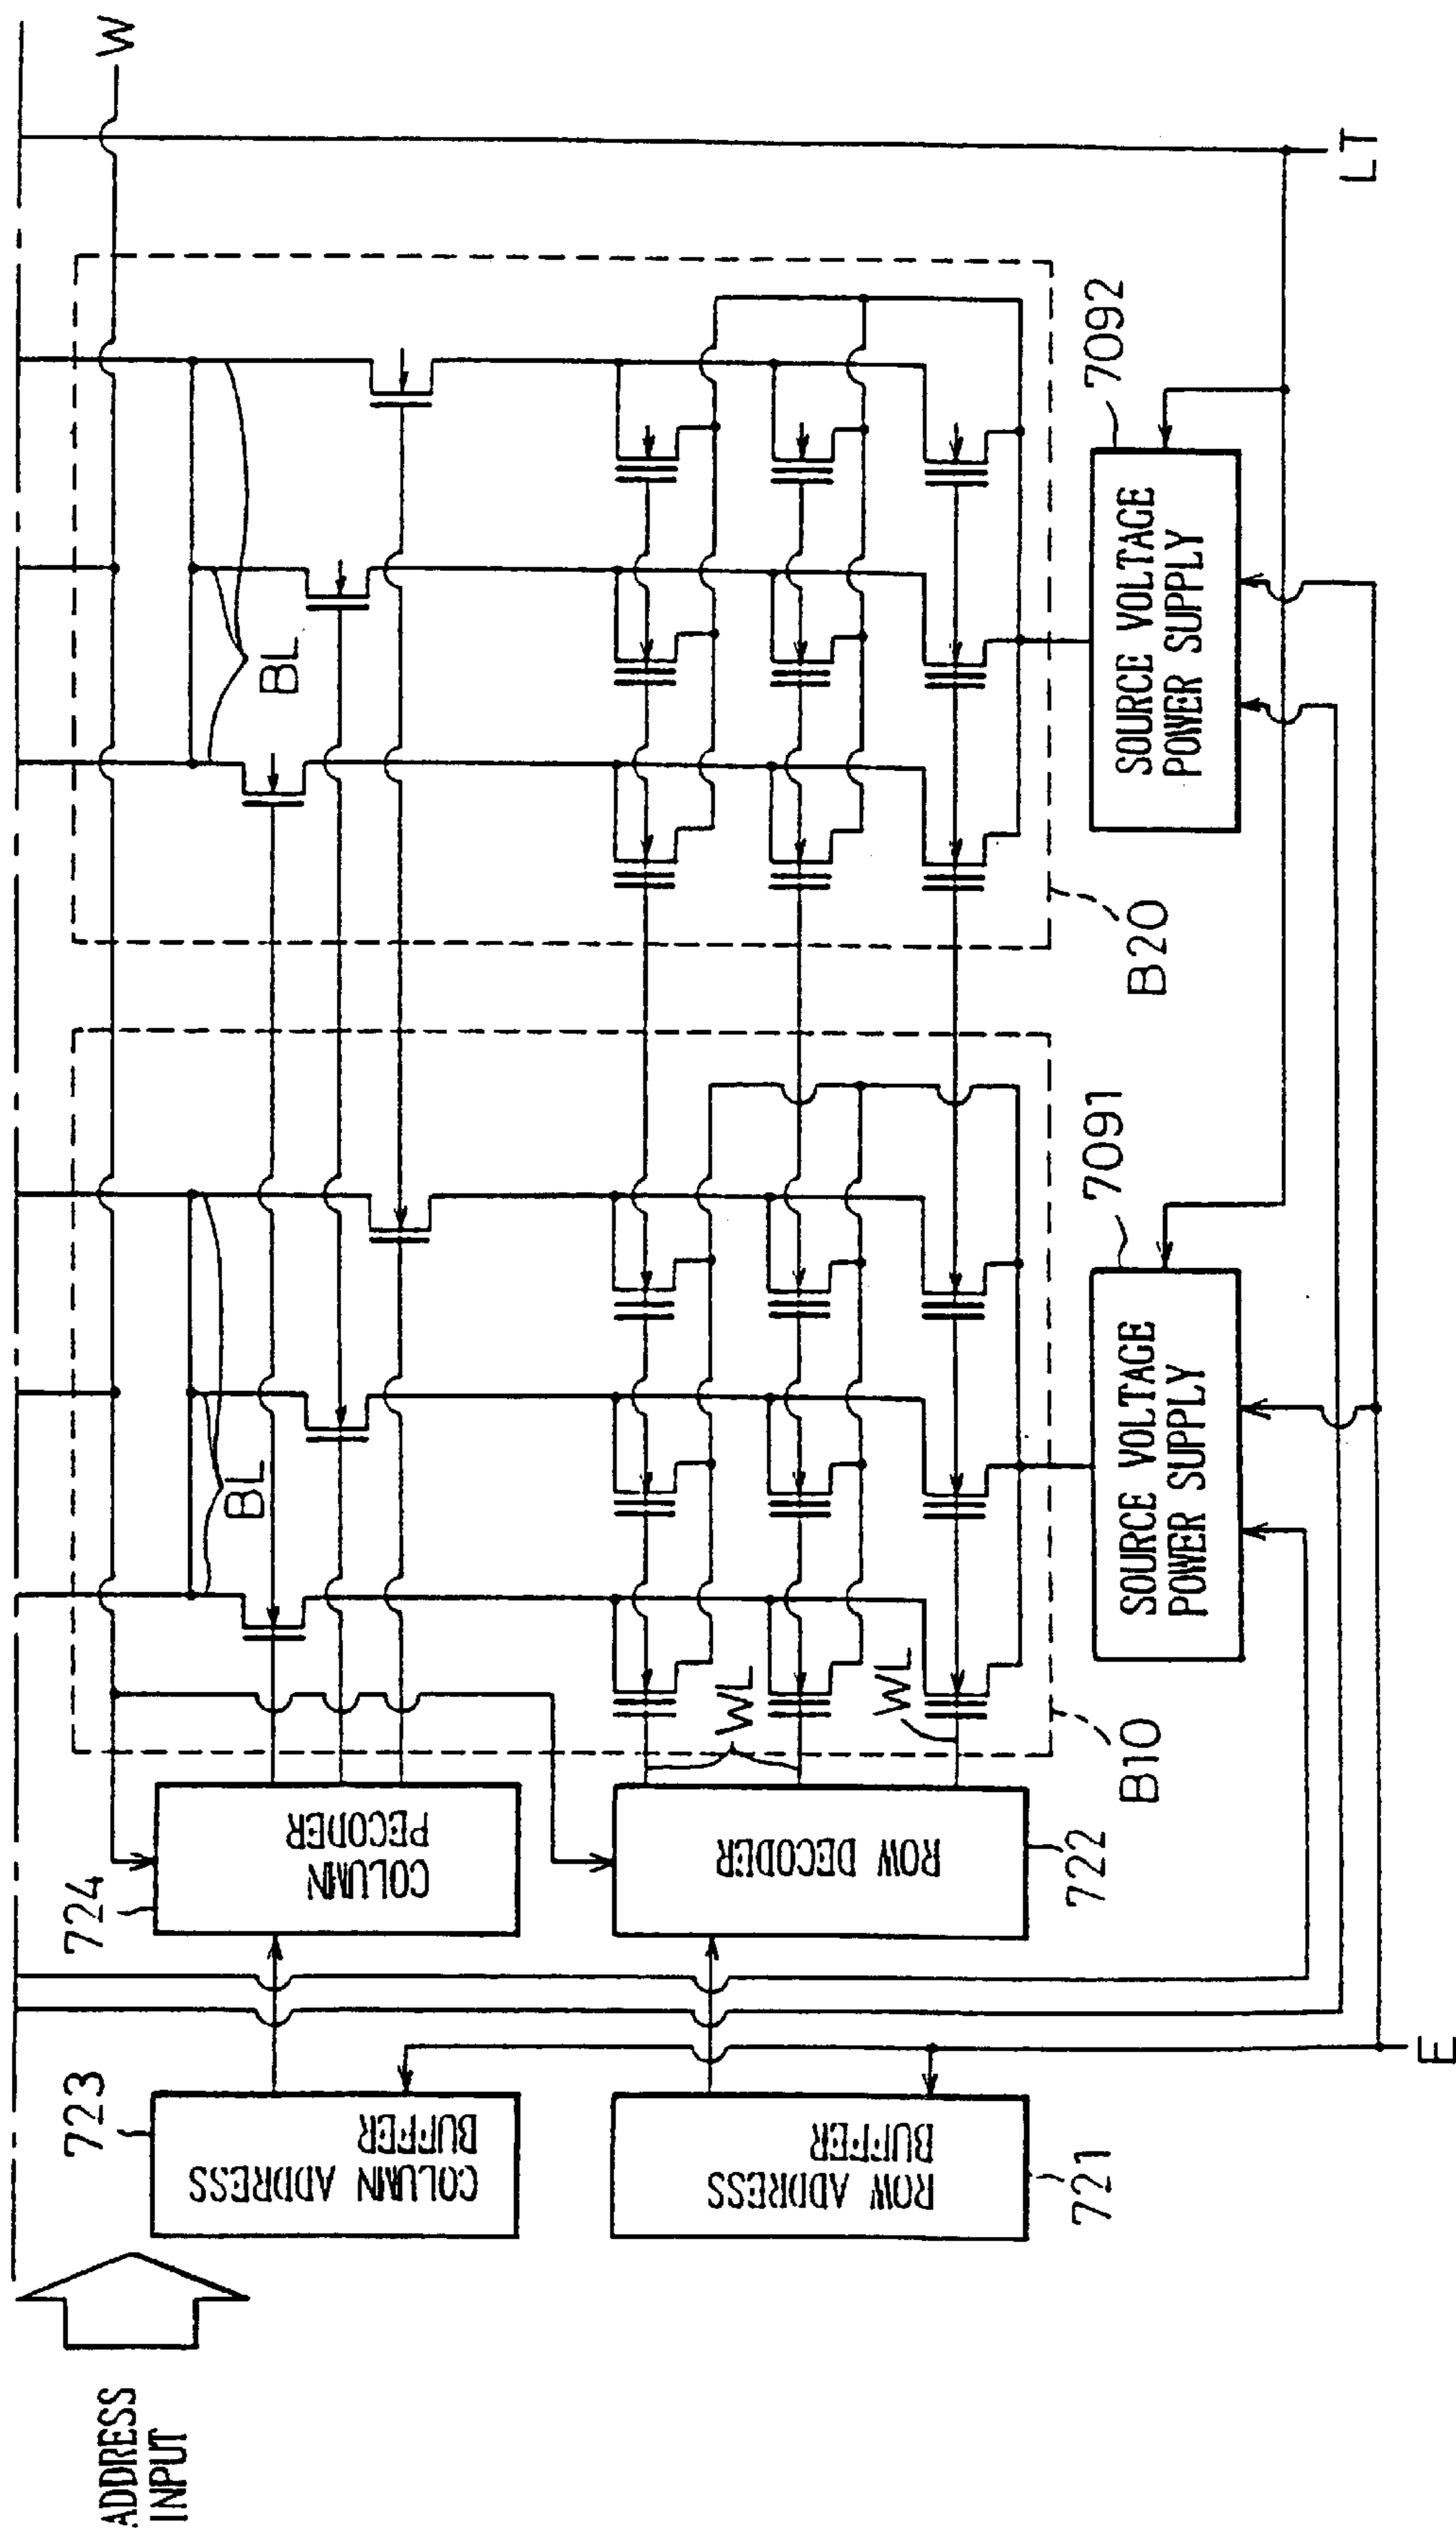 W
LT
7092
BL
SOURCE VOLTAGE
POWER SUPPLY
B20
7091
BL
SOURCE VOLTAGE
POWER SUPPLY
WL
WL
B10
COLUMN
PECODER
724
ROW DECODER
722
723
COLUMN ADDRESS
BUFFER
ROW ADDRESS
BUFFER
721
E
ADDRESS
INPUT